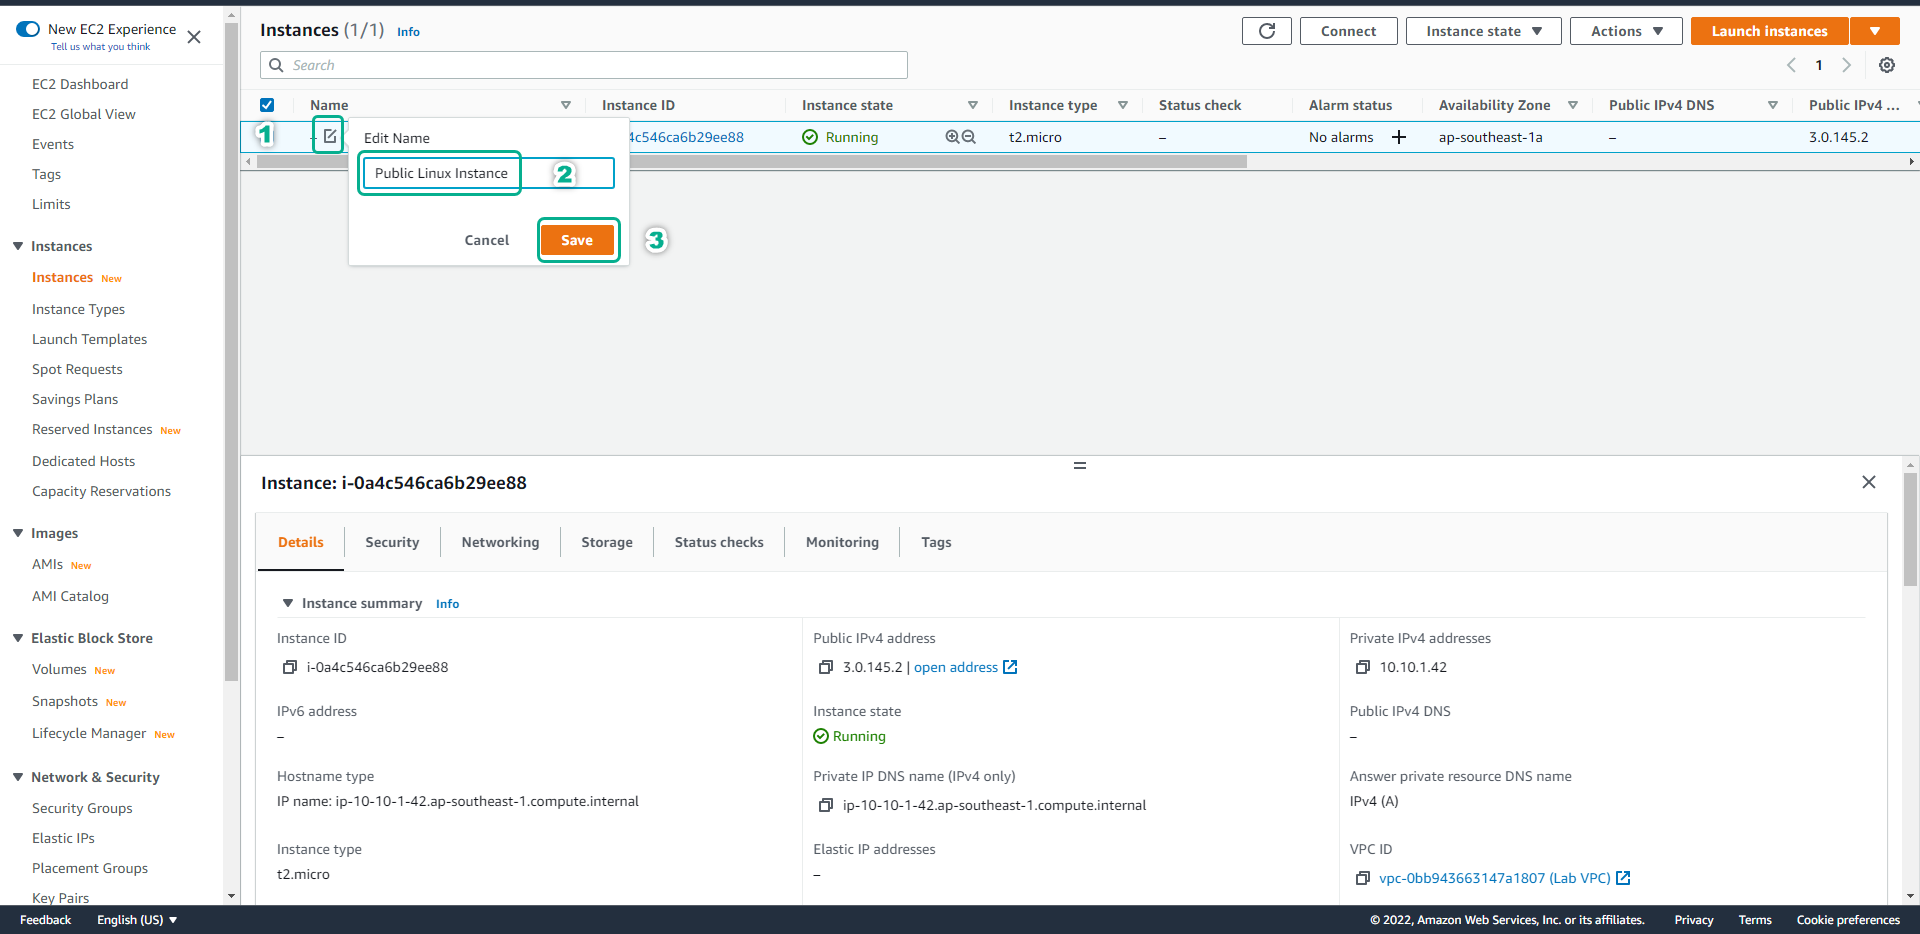 New EC2 Experience
Tell us what you think
EC2 Dashboard
EC2 Global View
Events
Tags
Limits
Instances
Instances New
Instance Types
Launch Templates
Spot Requests
Savings Plans
Reserved Instances New
Dedicated Hosts
Capacity Reservations
Images
AMIs New
AMI Catalog
Elastic Block Store
Volumes New
Snapshots New
Lifecycle Manager New
Network & Security
Security Groups
Elastic IPs
Placement Groups
Key Pairs
Instances (1/1) Info
Connect
Instance state
Actions
Launch instances
Search
1
Name Instance ID Instance state Instance type Status check Alarm status Availability Zone Public IPv4 DNS Public IPv4 ...
1 – 4c546ca6b29ee88 Running t2.micro – No alarms + ap-southeast-1a – 3.0.145.2
Edit Name
Public Linux Instance 2
Cancel Save 3
Instance: i-0a4c546ca6b29ee88
Details Security Networking Storage Status checks Monitoring Tags
Instance summary Info
Instance ID
i-0a4c546ca6b29ee88
Public IPv4 address
3.0.145.2 | open address
Private IPv4 addresses
10.10.1.42
IPv6 address
–
Instance state
Running
Public IPv4 DNS
–
Hostname type
IP name: ip-10-10-1-42.ap-southeast-1.compute.internal
Private IP DNS name (IPv4 only)
ip-10-10-1-42.ap-southeast-1.compute.internal
Answer private resource DNS name
IPv4 (A)
Instance type
t2.micro
Elastic IP addresses
–
VPC ID
vpc-0bb943663147a1807 (Lab VPC)
Feedback English (US) © 2022, Amazon Web Services, Inc. or its affiliates. Privacy Terms Cookie preferences